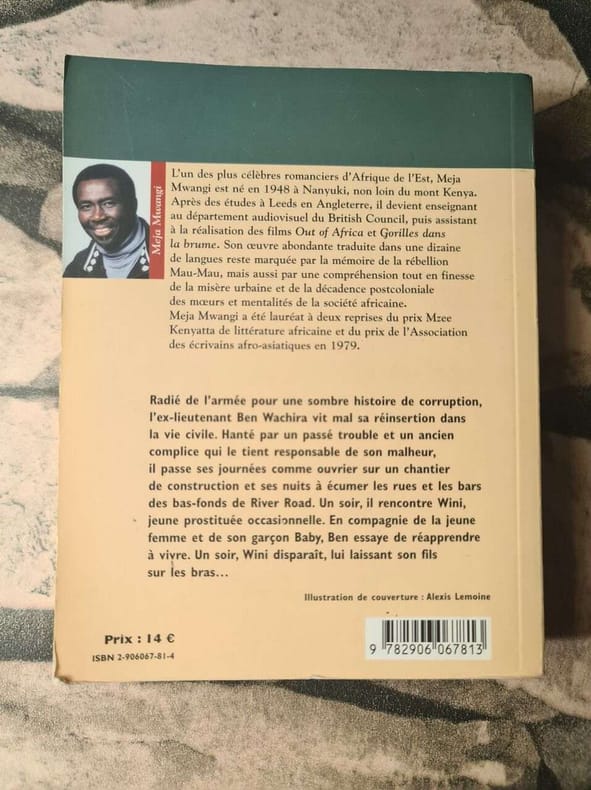 Meja Mwangi
L'un des plus célèbres romanciers d'Afrique de l'Est, Meja
Mwangi est né en 1948 à Nanyuki, non loin du mont Kenya.
Après des études à Leeds en Angleterre, il devient enseignant
au département audiovisuel du British Council, puis assistant
à la réalisation des films Out of Africa et Gorilles dans
la brume. Son œuvre abondante traduite dans une dizaine
de langues reste marquée par la mémoire de la rébellion
Mau-Mau, mais aussi par une compréhension tout en finesse
de la misère urbaine et de la décadence postcoloniale
des mœurs et mentalités de la société africaine.
Meja Mwangi a été lauréat à deux reprises du prix Mzee
Kenyatta de littérature africaine et du prix de l'Association
des écrivains afro-asiatiques en 1979.
Radié de l'armée pour une sombre histoire de corruption,
l'ex-lieutenant Ben Wachira vit mal sa réinsertion dans
la vie civile. Hanté par un passé trouble et un ancien
complice qui le tient responsable de son malheur,
il passe ses journées comme ouvrier sur un chantier
de construction et ses nuits à écumer les rues et les bars
des bas-fonds de River Road. Un soir, il rencontre Wini,
jeune prostituée occasionnelle. En compagnie de la jeune
femme et de son garçon Baby, Ben essaye de réapprendre
à vivre. Un soir, Wini disparaît, lui laissant son fils
sur les bras...
Illustration de couverture : Alexis Lemoine
Prix : 14 €
ISBN 2-906067-81-4
9 782906 067813